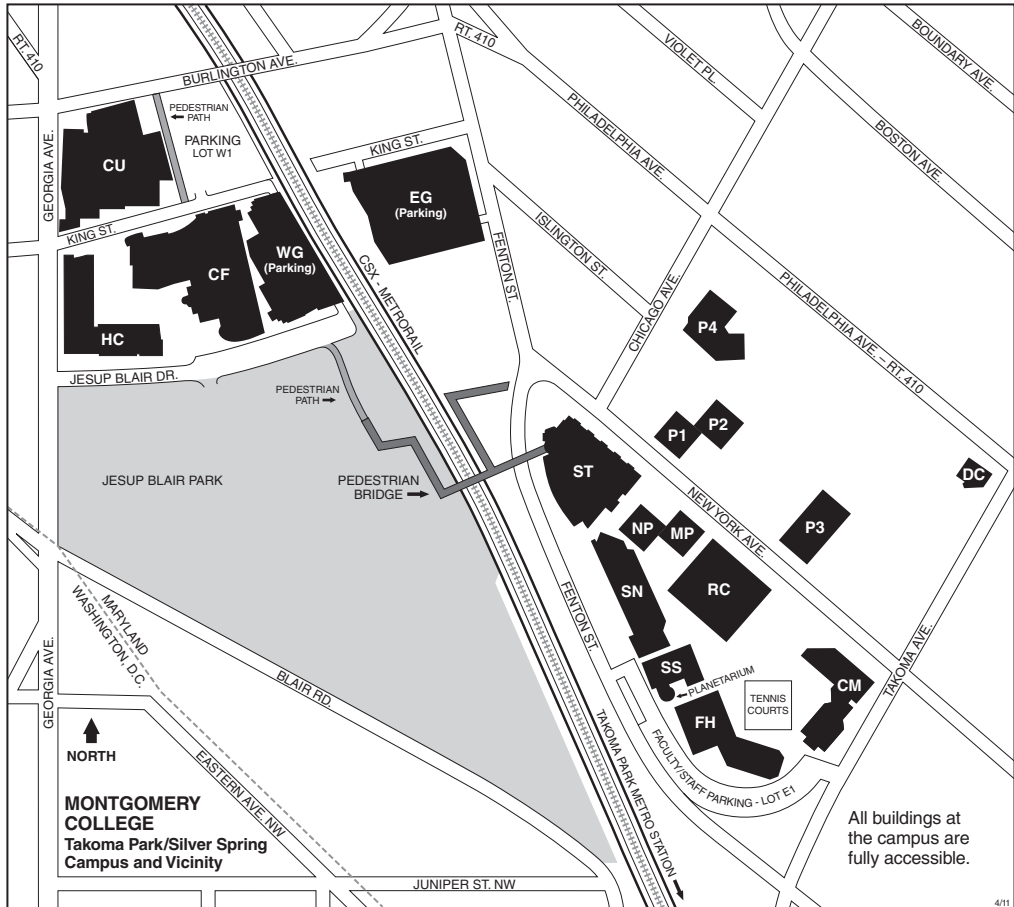 RT. 410
BURLINGTON AVE.
RT. 410
VIOLET PL.
BOUNDARY AVE.
PHILADELPHIA AVE.
BOSTON AVE.
GEORGIA AVE.
PEDESTRIAN
PATH
PARKING
LOT W1
CU
KING ST.
EG
(Parking)
ISLINGTON ST.
KING ST.
WG
(Parking)
CF
CSX - METRORAIL
FENTON ST.
CHICAGO AVE.
PHILADELPHIA AVE. – RT. 410
HC
P4
JESUP BLAIR DR.
PEDESTRIAN
PATH
P1
P2
ST
DC
JESUP BLAIR PARK
PEDESTRIAN
BRIDGE
NEW YORK AVE.
NP
MP
P3
SN
RC
FENTON ST.
MARYLAND
WASHINGTON, D.C.
GEORGIA AVE.
BLAIR RD.
SS
PLANETARIUM
TENNIS
COURTS
CM
TAKOMA AVE.
FH
NORTH
EASTERN AVE. NW
TAKOMA PARK METRO STATION
FACULTY/STAFF PARKING - LOT E1
MONTGOMERY
COLLEGE
Takoma Park/Silver Spring
Campus and Vicinity
All buildings at
the campus are
fully accessible.
JUNIPER ST. NW
4/11